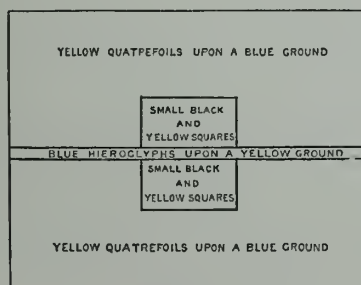 YELLOW QUATREFOILS UPON A BLUE GROUND
SMALL BLACK
AND
YELLOW SQUARES
BLUE HIEROGLYPHS UPON A YELLOW GROUND
SMALL BLACK
AND
YELLOW SQUARES
YELLOW QUATREFOILS UPON A BLUE GROUND